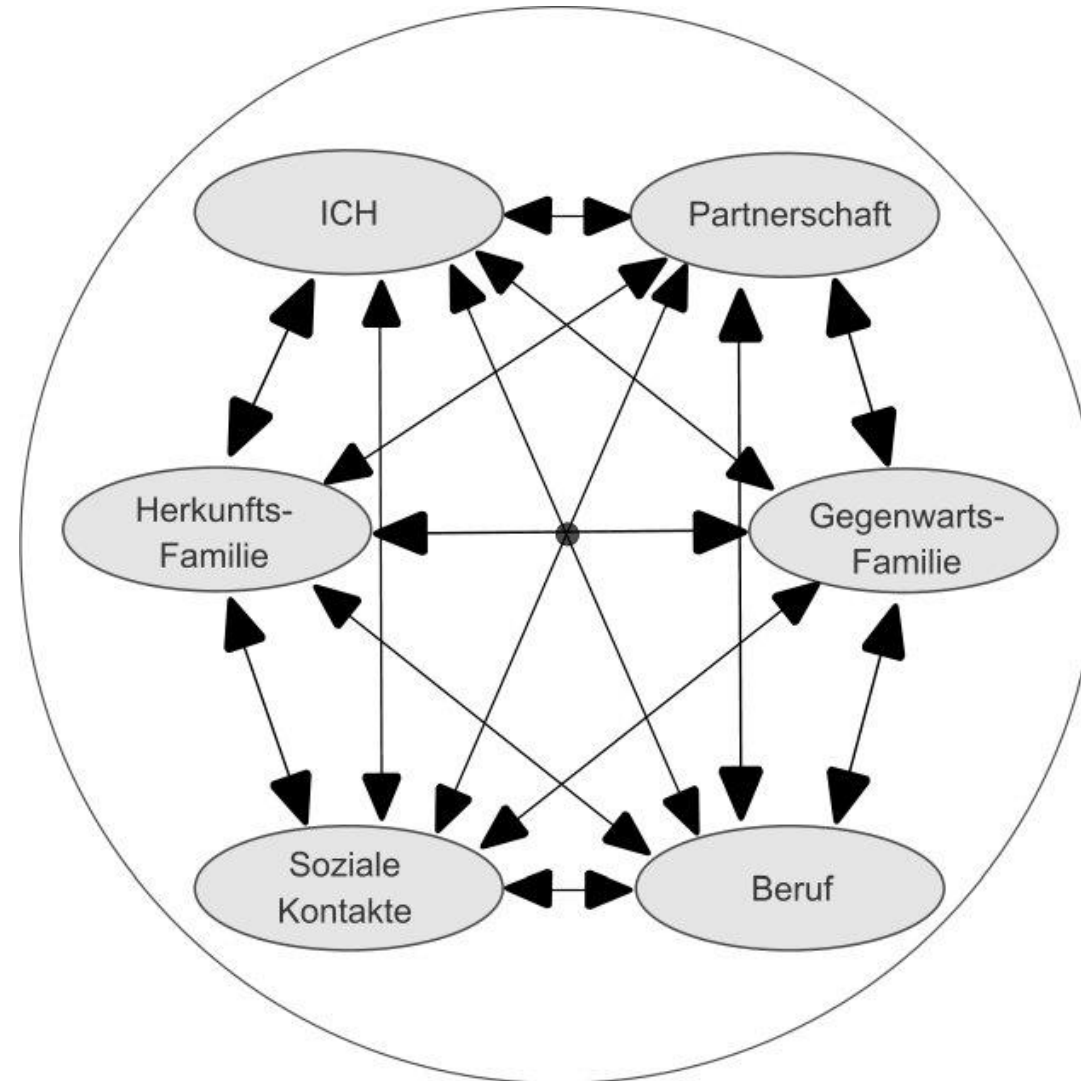 ICH
Partnerschaft
Herkunfts-
Familie
Gegenwarts-
Familie
Soziale
Kontakte
Beruf